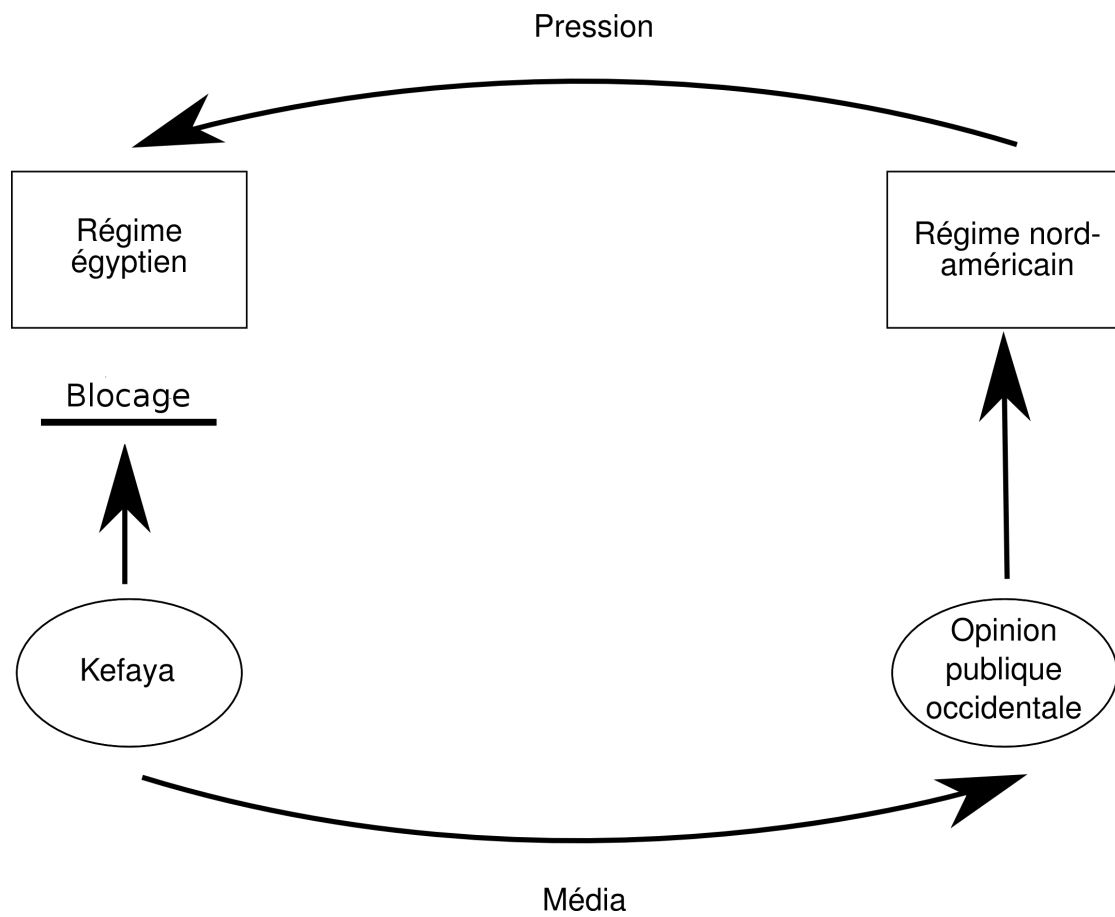 Pression
Régime
égyptien
Régime nord-
américain
Blocage
Kefaya
Opinion
publique
occidentale
Média